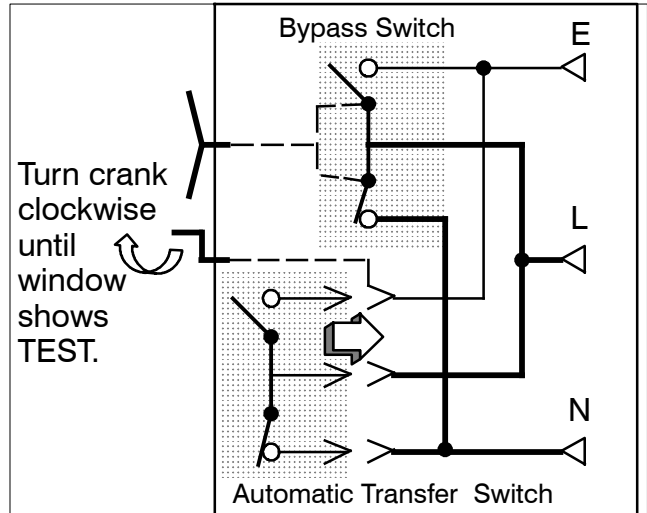 Bypass Switch
E
Turn crank
clockwise
until
window
shows
TEST.
L
N
Automatic Transfer Switch